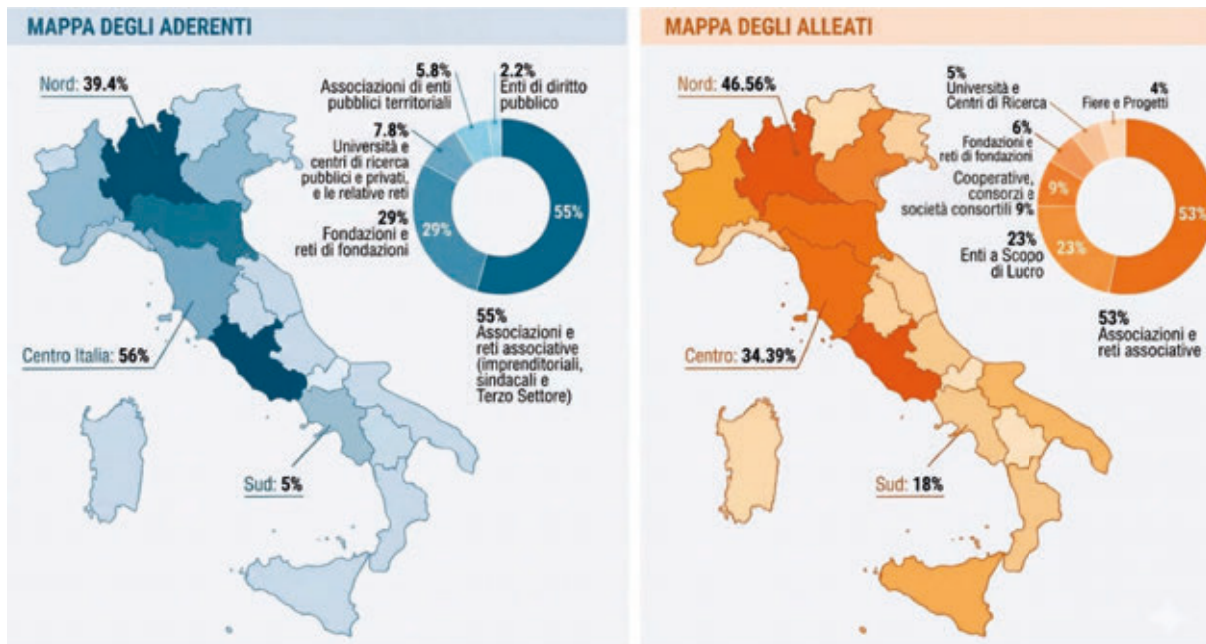 MAPPA DEGLI ADERENTI
Nord: 39.4%
5.8%
Associazioni di enti
pubblici territoriali
2.2%
Enti di diritto
pubblico
7.8%
Università e
centri di ricerca
pubblici e privati,
e le relative reti
29%
Fondazioni e
reti di fondazioni
29%
55%
55%
Associazioni e
reti associative
(imprenditoriali,
sindacali e
Terzo Settore)
Centro Italia: 56%
Sud: 5%
MAPPA DEGLI ALLEATI
Nord: 46.56%
5%
Università e
Centri di Ricerca
4%
Fiere e Progetti
6%
Fondazioni e
reti di fondazioni
Cooperative,
consorzi e
società consortili 9%
9%
23%
Enti a Scopo
di Lucro
23%
53%
53%
Associazioni e
reti associative
Centro: 34.39%
Sud: 18%